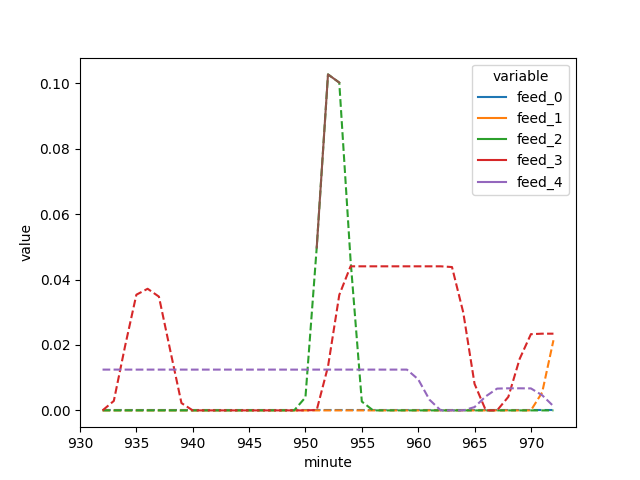 variable
feed_0
feed_1
feed_2
feed_3
feed_4
value
0.10
0.08
0.06
0.04
0.02
0.00
930 935 940 945 950 955 960 965 970
minute